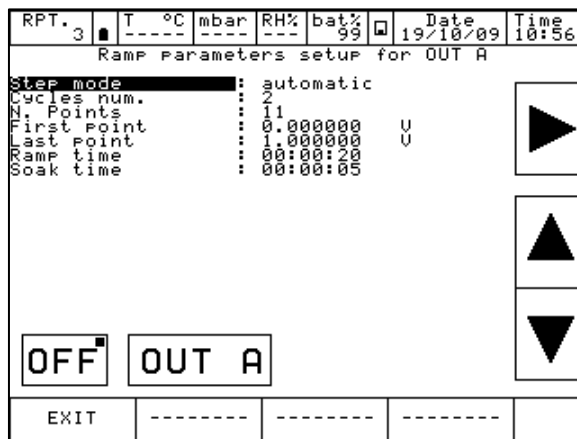 RPT. T °C mbar RH% bat% Date Time
3 ----- ---- --- 99 19/10/09 10:56
Ramp parameters setup for OUT A
Step mode : automatic
Cycles num. : 2
N. Points : 11
First point : 0.000000 V
Last point : 1.000000 V
Ramp time : 00:00:20
Soak time : 00:00:05
OFF OUT A
EXIT -------- -------- --------